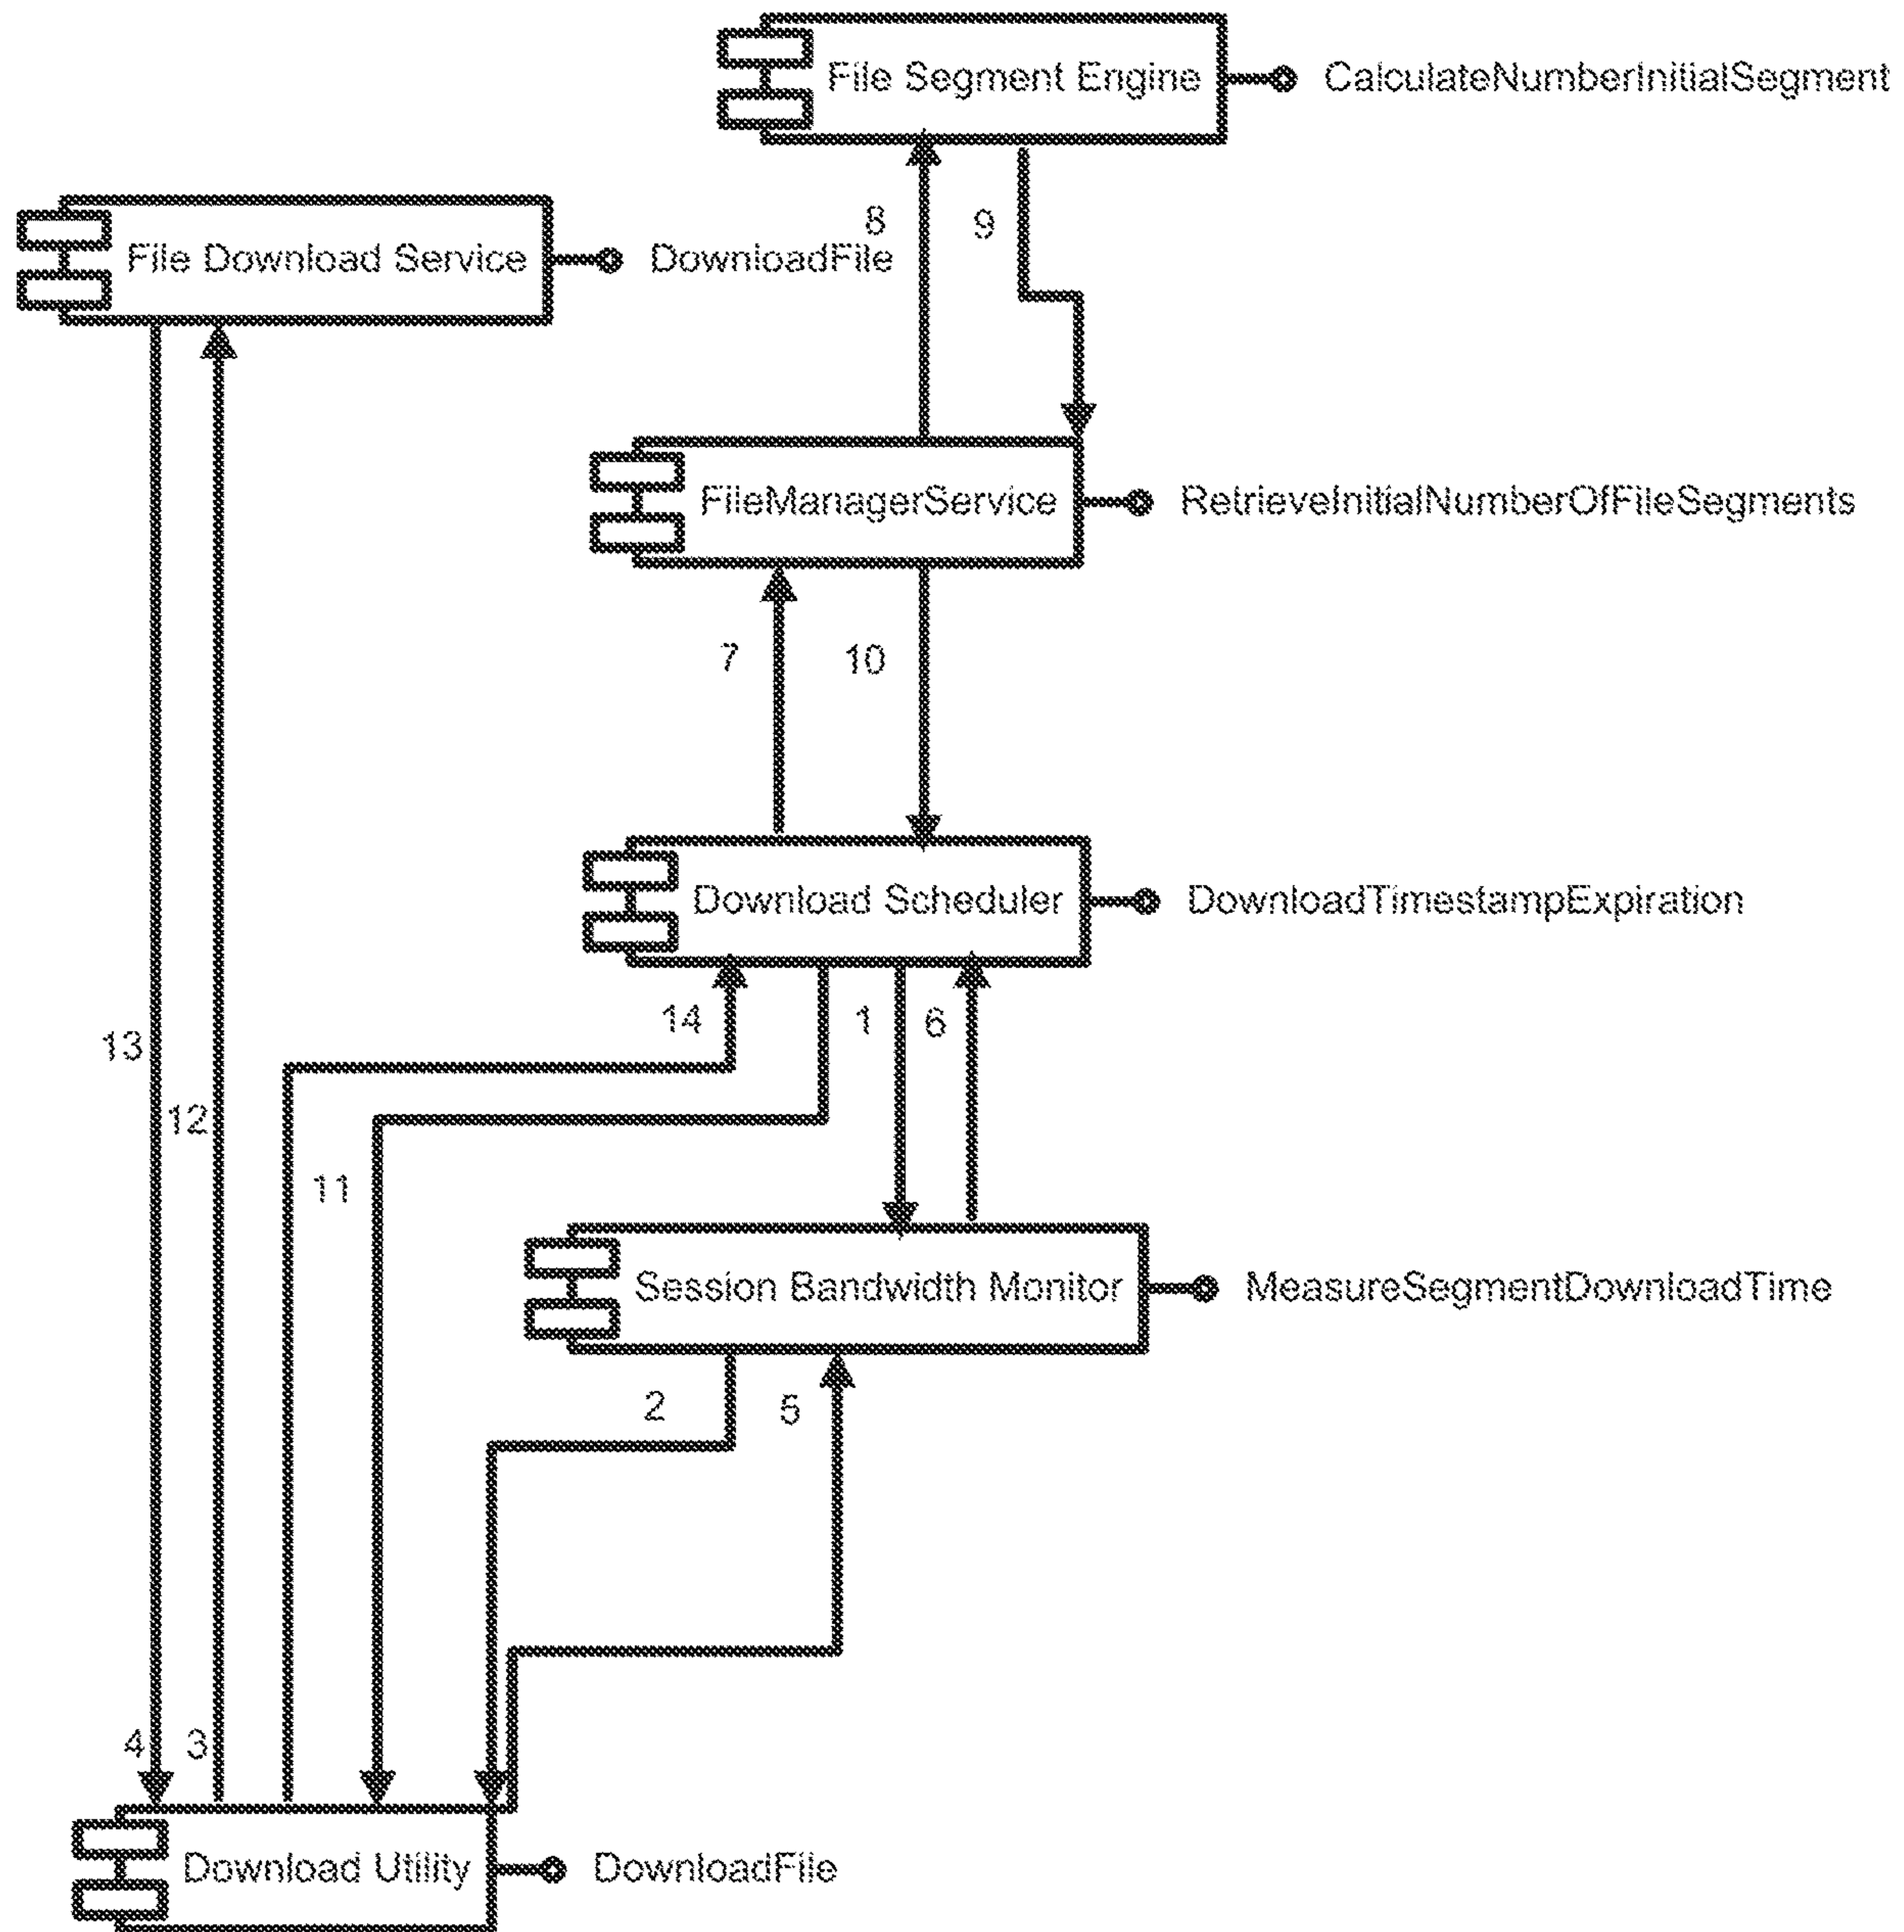 File Segment Engine
CalculateNumberInitialSegment
8
9
File Download Service
DownloadFile
FileManagerService
RetrieveInitialNumberOfFileSegments
7
10
Download Scheduler
DownloadTimestampExpiration
14
1
6
13
12
11
Session Bandwidth Monitor
MeasureSegmentDownloadTime
2
5
4
3
Download Utility
DownloadFile